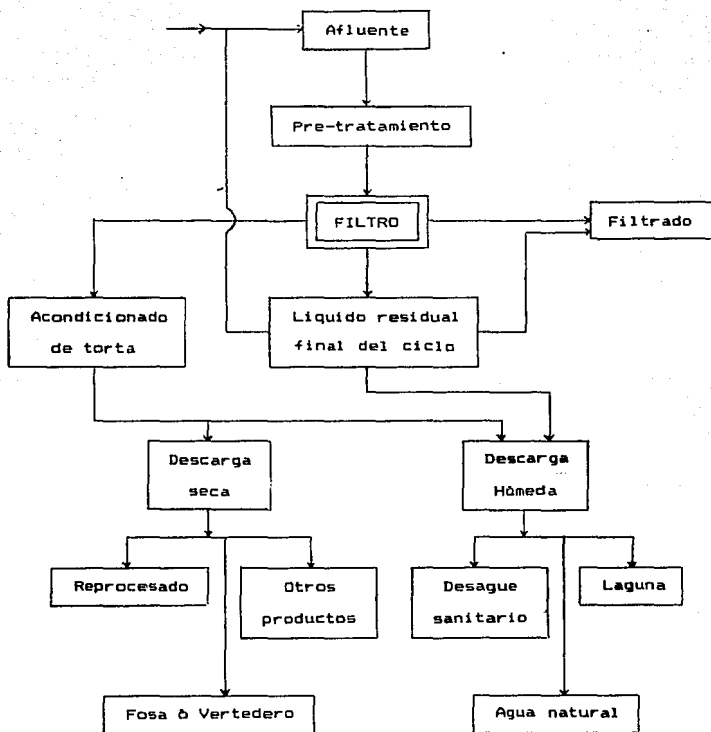 Afluente
Pre-tratamiento
FILTRO
Filtrado
Acondicionado
de torta
Liquido residual
final del ciclo
Descarga
seca
Descarga
Hùmeda
Reprocesado
Otros
productos
Desague
sanitario
Laguna
Fosa ò Vertedero
Agua natural